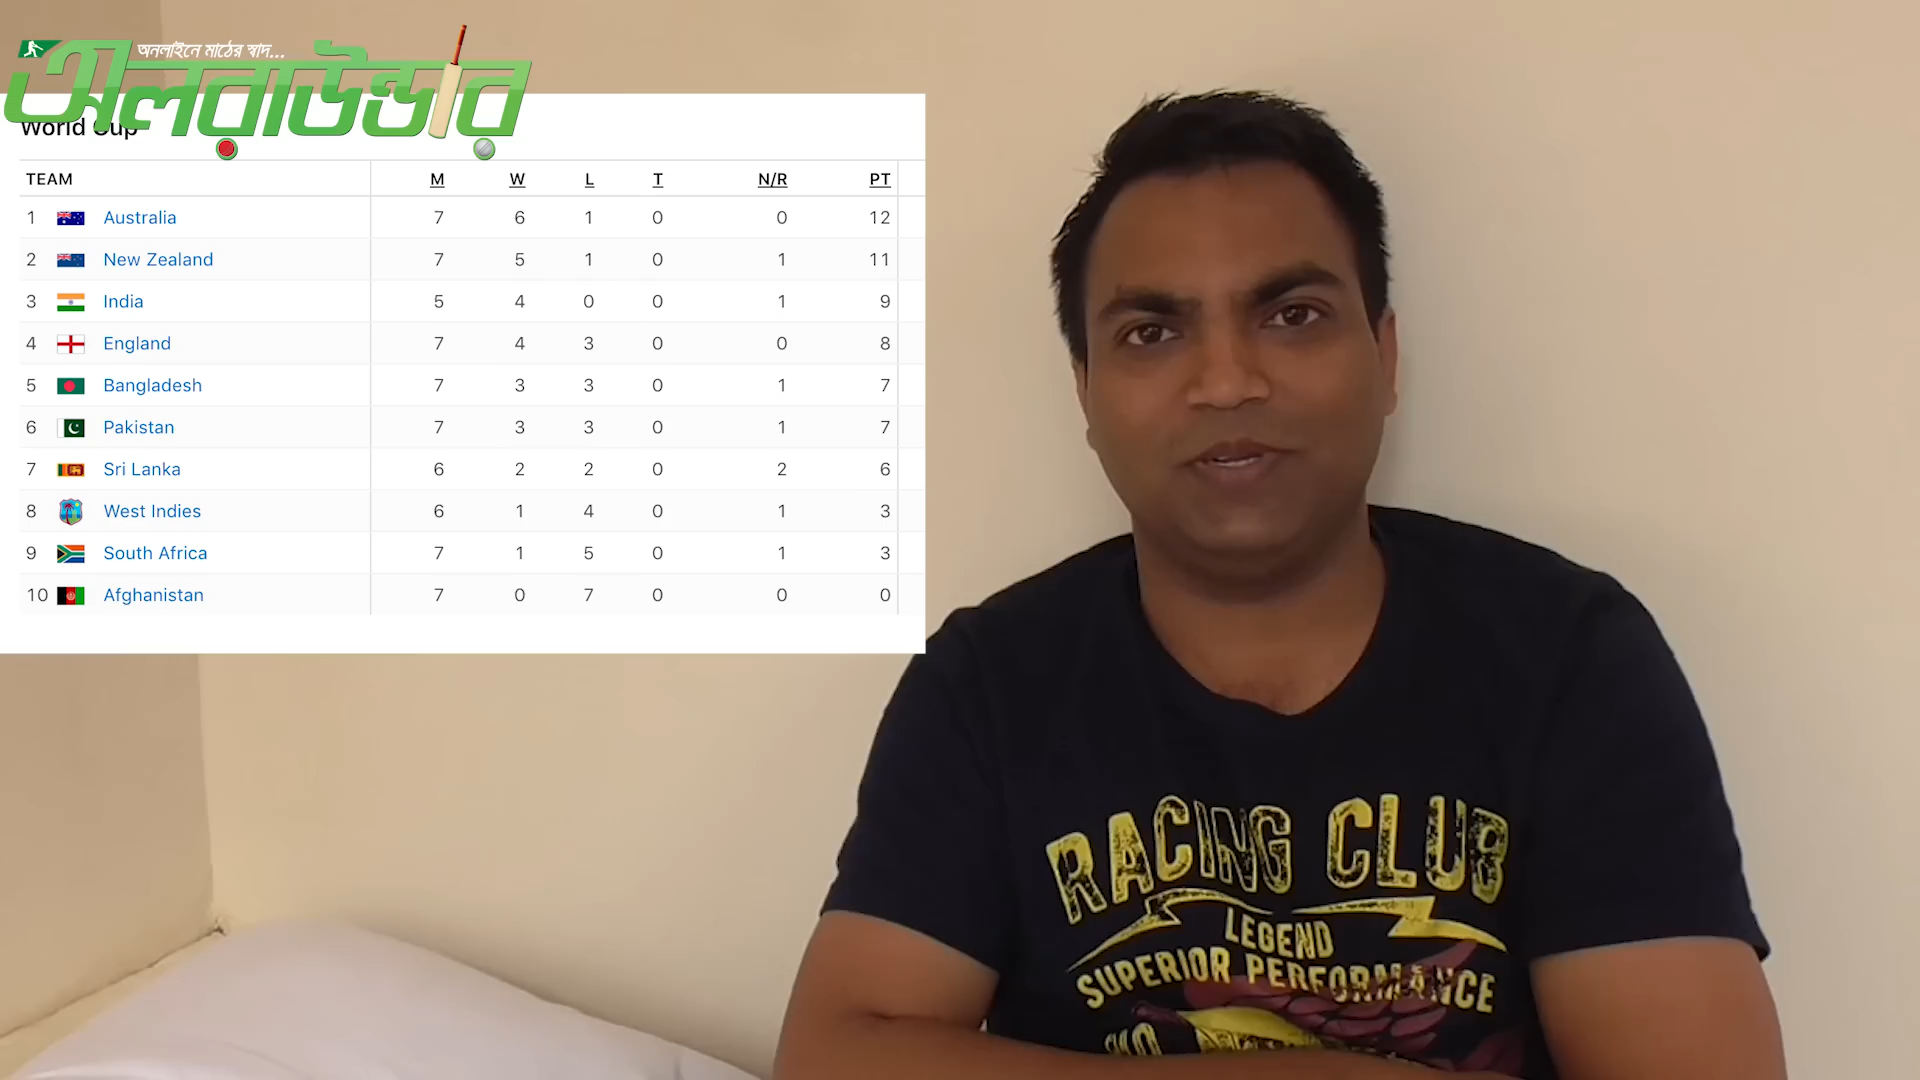 অনলাইনে মাঠের স্বাদ...
অলরাউন্ডার
World Cup
TEAM M W L T N/R PT
1 Australia 7 6 1 0 0 12
2 New Zealand 7 5 1 0 1 11
3 India 5 4 0 0 1 9
4 England 7 4 3 0 0 8
5 Bangladesh 7 3 3 0 1 7
6 Pakistan 7 3 3 0 1 7
7 Sri Lanka 6 2 2 0 2 6
8 West Indies 6 1 4 0 1 3
9 South Africa 7 1 5 0 1 3
10 Afghanistan 7 0 7 0 0 0
RACING CLUB
LEGEND
SUPERIOR PERFORMANCE